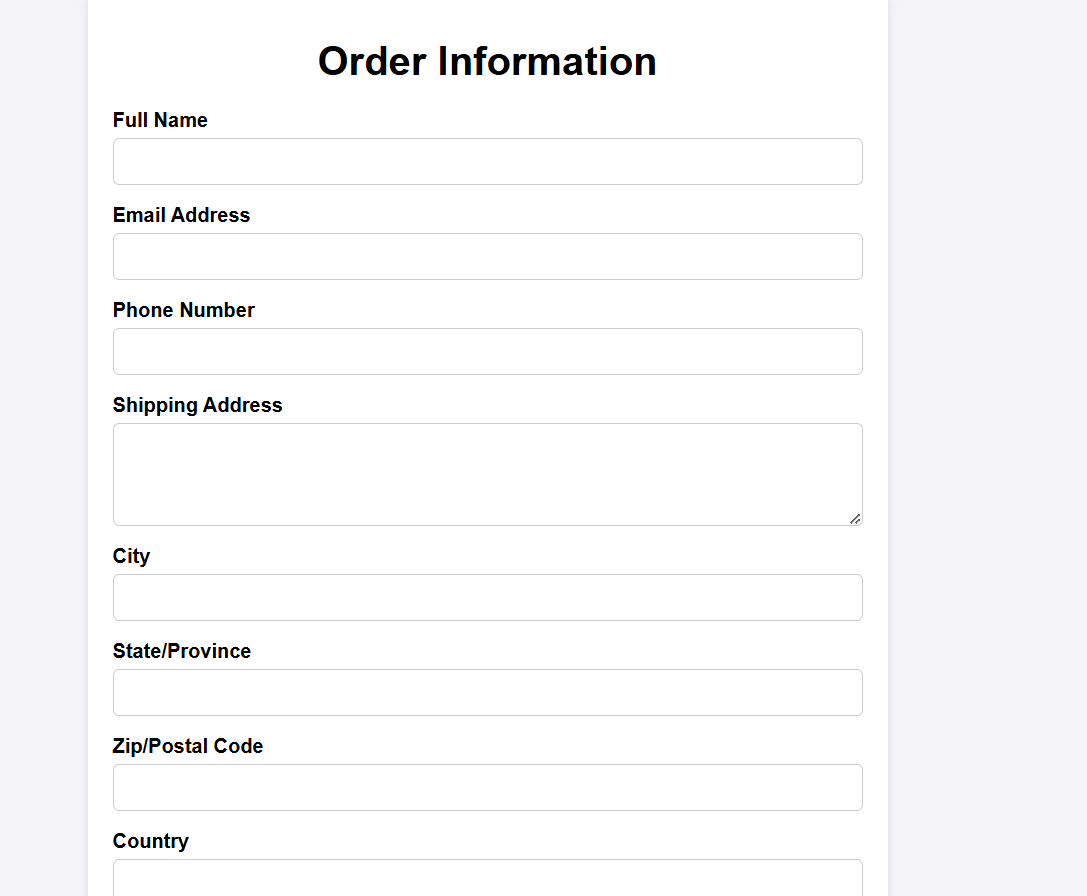 Order Information
Full Name
Email Address
Phone Number
Shipping Address
City
State/Province
Zip/Postal Code
Country